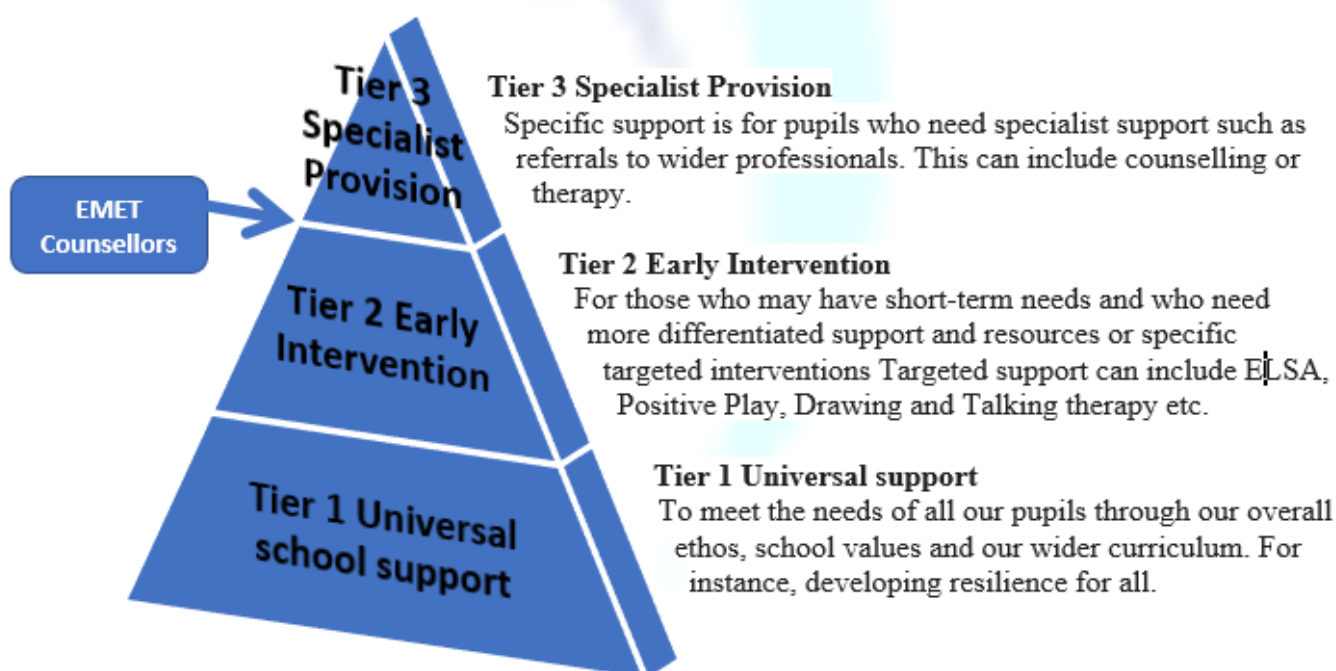 Tier 3
Specialist
Provision
EMET
Counsellors
Tier 2 Early
Intervention
Tier 1 Universal
school support
Tier 3 Specialist Provision
Specific support is for pupils who need specialist support such as
referrals to wider professionals. This can include counselling or
therapy.
Tier 2 Early Intervention
For those who may have short-term needs and who need
more differentiated support and resources or specific
targeted interventions Targeted support can include ELSA,
Positive Play, Drawing and Talking therapy etc.
Tier 1 Universal support
To meet the needs of all our pupils through our overall
ethos, school values and our wider curriculum. For
instance, developing resilience for all.